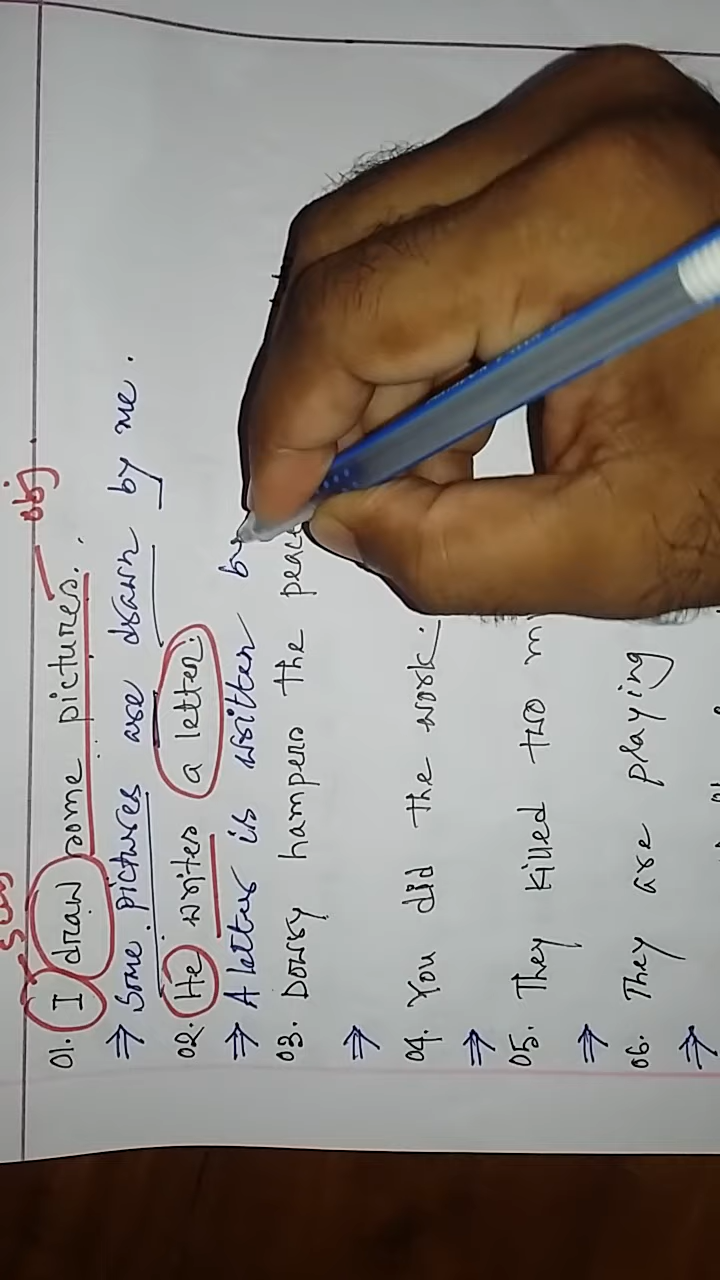 obj.
01. I draw some pictures.
⇒ Some pictures are drawn by me.
02. He writes a letter.
⇒ A letter is written b
03. Dowry hampers the peac
⇒
04. You did the work.
⇒
05. They killed two m
⇒
06. They are playing
⇒